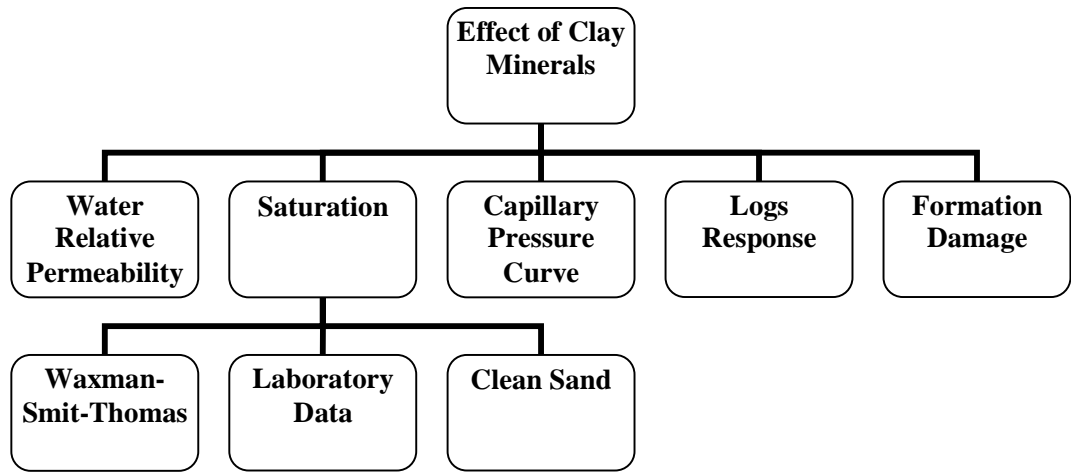 Effect of Clay
Minerals
Water
Relative
Permeability
Saturation
Capillary
Pressure
Curve
Logs
Response
Formation
Damage
Waxman-
Smit-Thomas
Laboratory
Data
Clean Sand